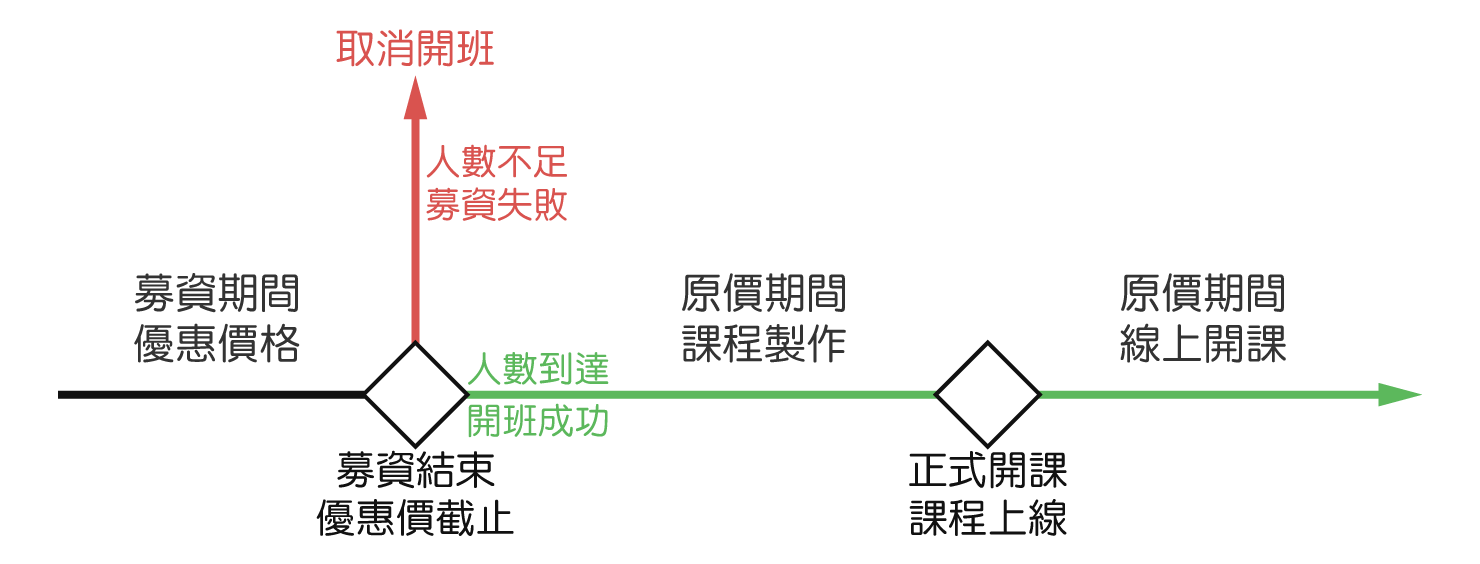 取消開班
人數不足
募資失敗
募資期間
優惠價格
原價期間
課程製作
原價期間
線上開課
人數到達
開班成功
募資結束
優惠價截止
正式開課
課程上線